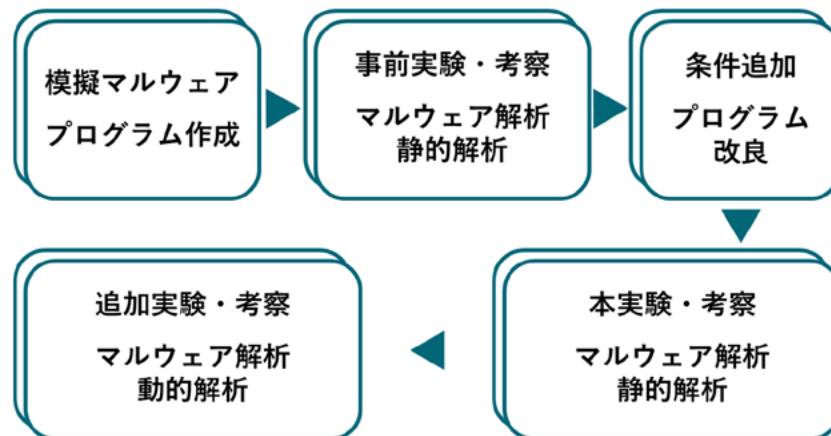 模擬マルウェア
プログラム作成
事前実験・考察
マルウェア解析
静的解析
条件追加
プログラム
改良
本実験・考察
マルウェア解析
静的解析
追加実験・考察
マルウェア解析
動的解析